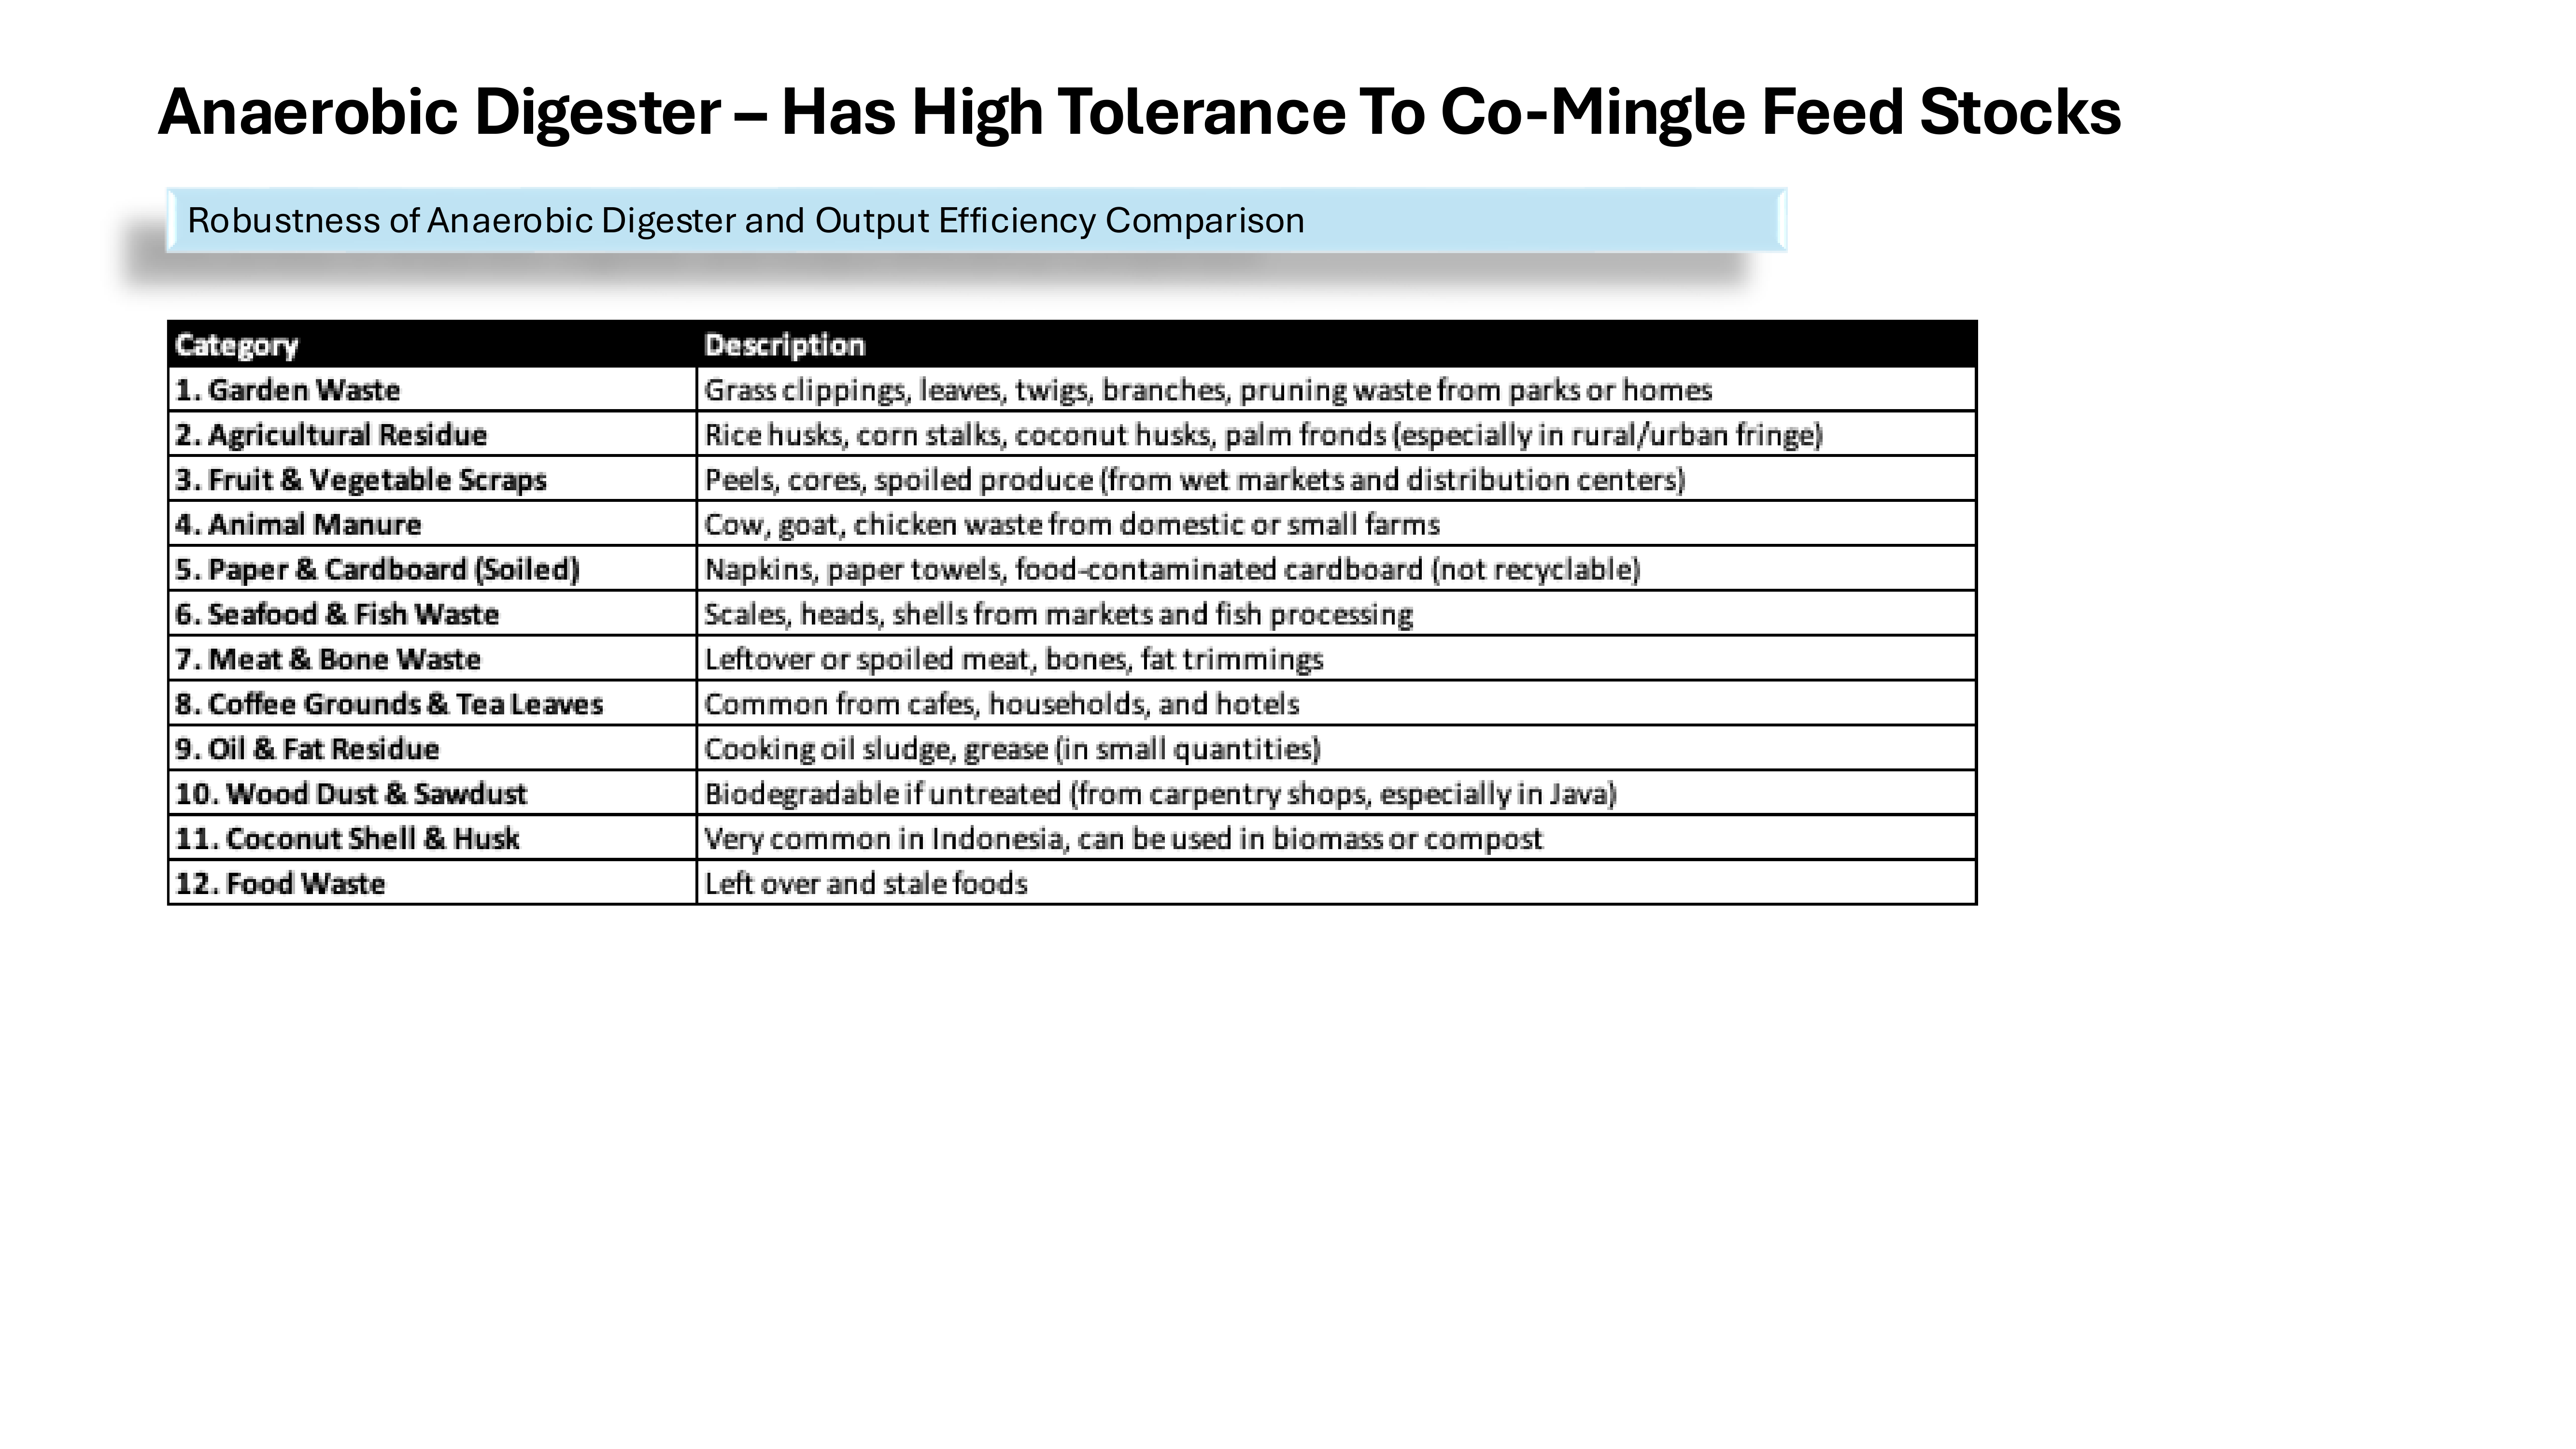 Anaerobic Digester – Has High Tolerance To Co-Mingle Feed Stocks
Robustness of Anaerobic Digester and Output Efficiency Comparison
Category Description
1. Garden Waste Grass clippings, leaves, twigs, branches, pruning waste from parks or homes
2. Agricultural Residue Rice husks, corn stalks, coconut husks, palm fronds (especially in rural/urban fringe)
3. Fruit & Vegetable Scraps Peels, cores, spoiled produce (from wet markets and distribution centers)
4. Animal Manure Cow, goat, chicken waste from domestic or small farms
5. Paper & Cardboard (Soiled) Napkins, paper towels, food-contaminated cardboard (not recyclable)
6. Seafood & Fish Waste Scales, heads, shells from markets and fish processing
7. Meat & Bone Waste Leftover or spoiled meat, bones, fat trimmings
8. Coffee Grounds & Tea Leaves Common from cafes, households, and hotels
9. Oil & Fat Residue Cooking oil sludge, grease (in small quantities)
10. Wood Dust & Sawdust Biodegradable if untreated (from carpentry shops, especially in Java)
11. Coconut Shell & Husk Very common in Indonesia, can be used in biomass or compost
12. Food Waste Left over and stale foods